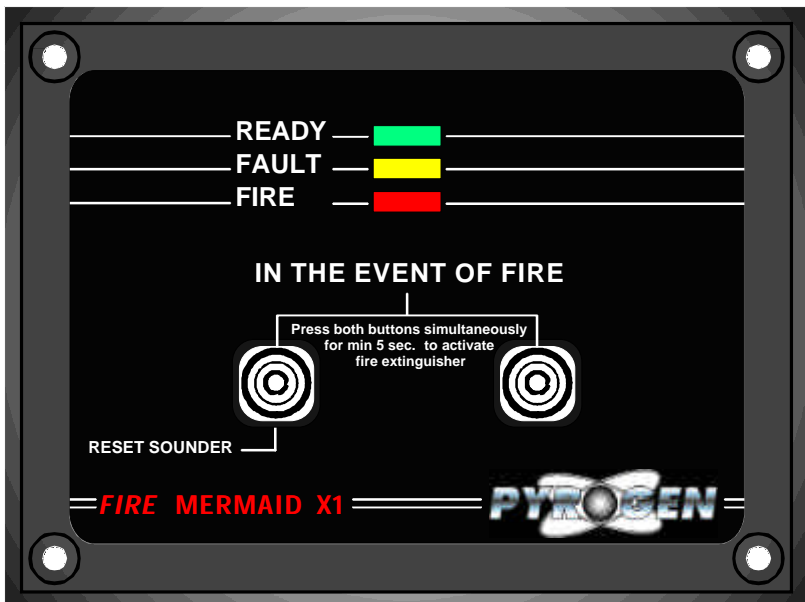 READY
FAULT
FIRE
IN THE EVENT OF FIRE
Press both buttons simultaneously
for min 5 sec. to activate
fire extinguisher
RESET SOUNDER
FIRE MERMAID X1
PYROGEN